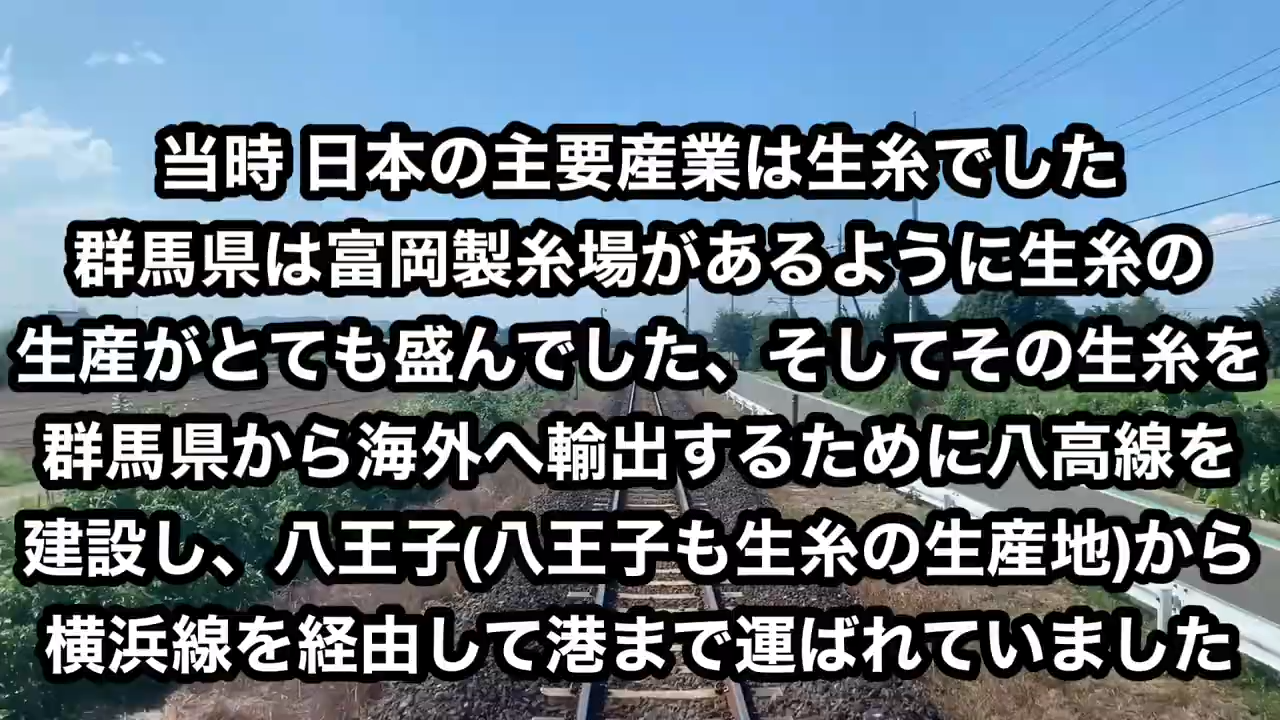 当時 日本の主要産業は生糸でした
群馬県は富岡製糸場があるように生糸の
生産がとても盛んでした、そしてその生糸を
群馬県から海外へ輸出するために八高線を
建設し、八王子(八王子も生糸の生産地)から
横浜線を経由して港まで運ばれていました